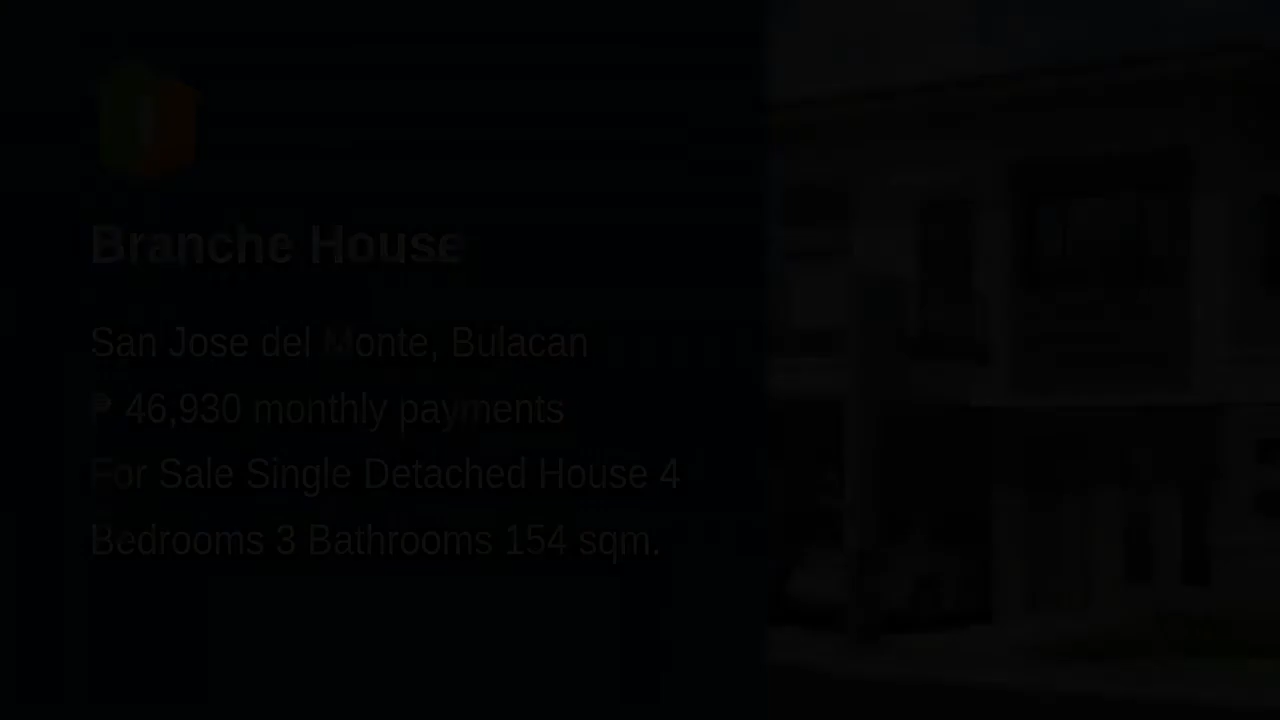 Branche House
San Jose del Monte, Bulacan
₱ 46,930 monthly payments
For Sale Single Detached House 4
Bedrooms 3 Bathrooms 154 sqm.